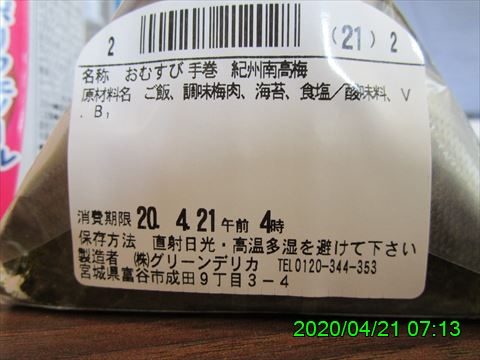 2 (21) 2
名称 おむすび手巻 紀州南高梅
原材料名 ご飯、調味梅肉、海苔、食塩／酸味料、V
．B₁
消費期限 20. 4.21 午前 4時
保存方法 直射日光・高温多湿を避けて下さい
製造者 ㈱グリーンデリカ TEL0120-344-353
宮城県富谷市成田9丁目3－4
2020/04/21 07:13